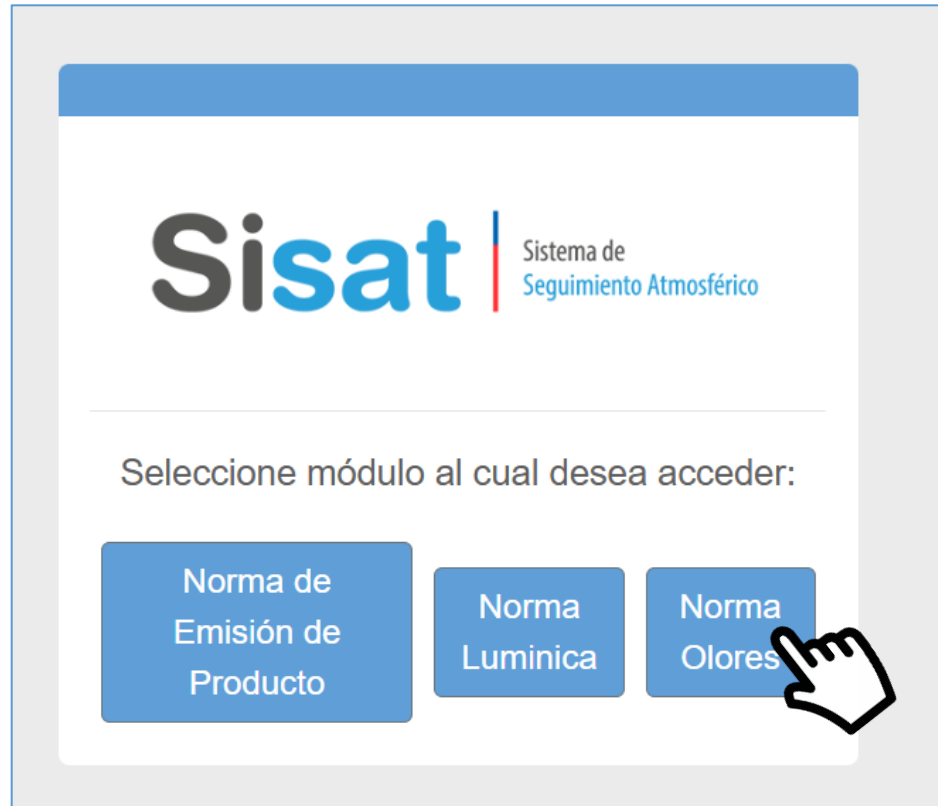 Sisat
Sistema de
Seguimiento Atmosférico
Seleccione módulo al cual desea acceder:
Norma de
Emisión de
Producto
Norma
Luminica
Norma
Olores